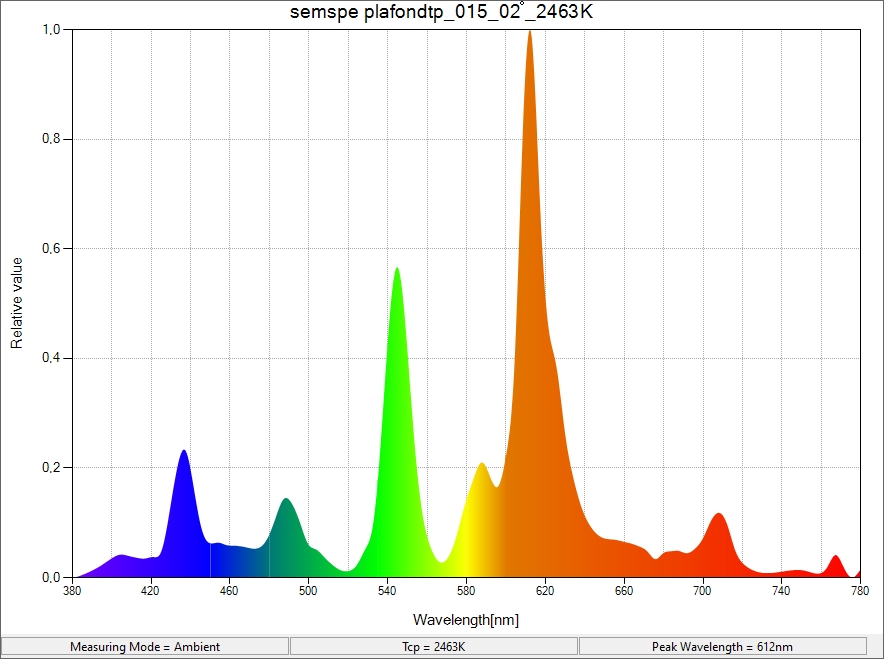 semspe plafondtp_015_02°_2463K
1,0
0,8
0,6
0,4
0,2
0,0
Relative value
380 420 460 500 540 580 620 660 700 740 780
Wavelength[nm]
Measuring Mode = Ambient Tcp = 2463K Peak Wavelength = 612nm